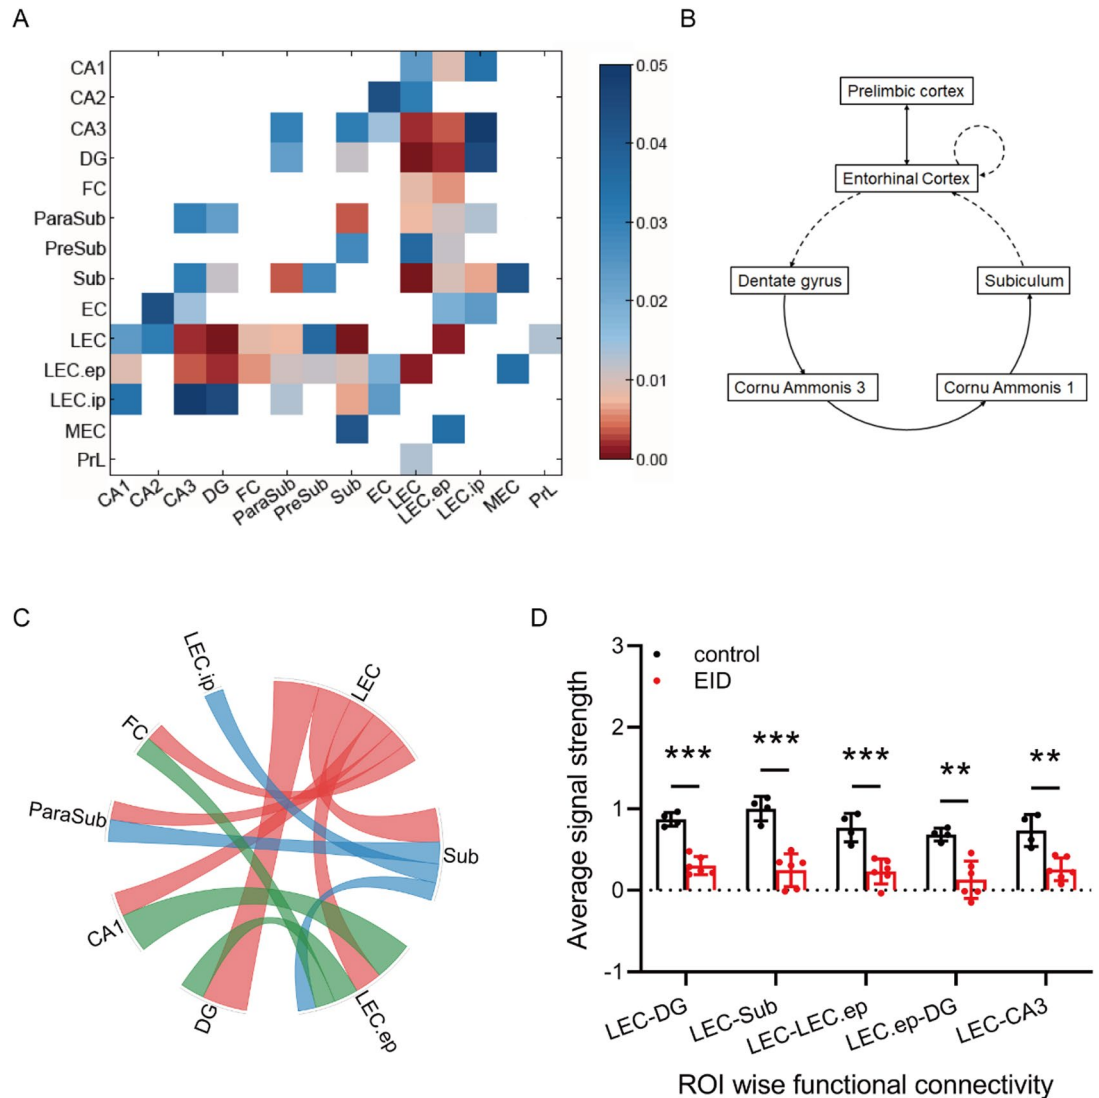 A
CA1
CA2
CA3
DG
FC
ParaSub
PreSub
Sub
EC
LEC
LEC.ep
LEC.ip
MEC
PrL
CA1
CA2
CA3
DG
FC
ParaSub
PreSub
Sub
EC
LEC
LEC.ep
LEC.ip
MEC
PrL
0.05
0.04
0.03
0.02
0.01
0.00
B
Prelimbic cortex
Entorhinal Cortex
Dentate gyrus
Subiculum
Cornu Ammonis 3
Cornu Ammonis 1
C
LEC.ip
LEC
FC
ParaSub
Sub
CA1
DG
LEC.ep
D
Average signal strength
3
2
1
0
-1
control
EID
***
***
***
**
**
LEC-DG
LEC-Sub
LEC-LEC.ep
LEC.ep-DG
LEC-CA3
ROI wise functional connectivity